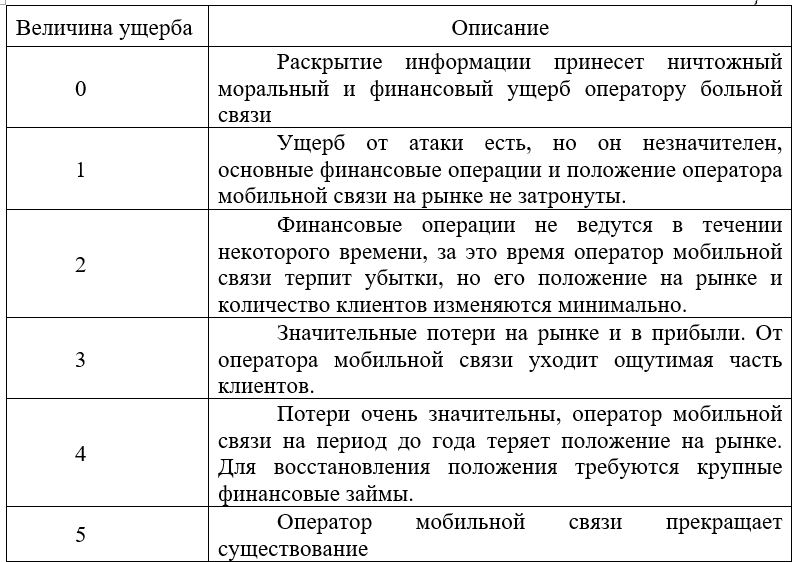 Величина ущерба Описание
0
Раскрытие информации принесет ничтожный
моральный и финансовый ущерб оператору больной
связи
1
Ущерб от атаки есть, но он незначителен,
основные финансовые операции и положение оператора
мобильной связи на рынке не затронуты.
2
Финансовые операции не ведутся в течении
некоторого времени, за это время оператор мобильной
связи терпит убытки, но его положение на рынке и
количество клиентов изменяются минимально.
3
Значительные потери на рынке и в прибыли. От
оператора мобильной связи уходит ощутимая часть
клиентов.
4
Потери очень значительны, оператор мобильной
связи на период до года теряет положение на рынке.
Для восстановления положения требуются крупные
финансовые займы.
5
Оператор мобильной связи прекращает
существование